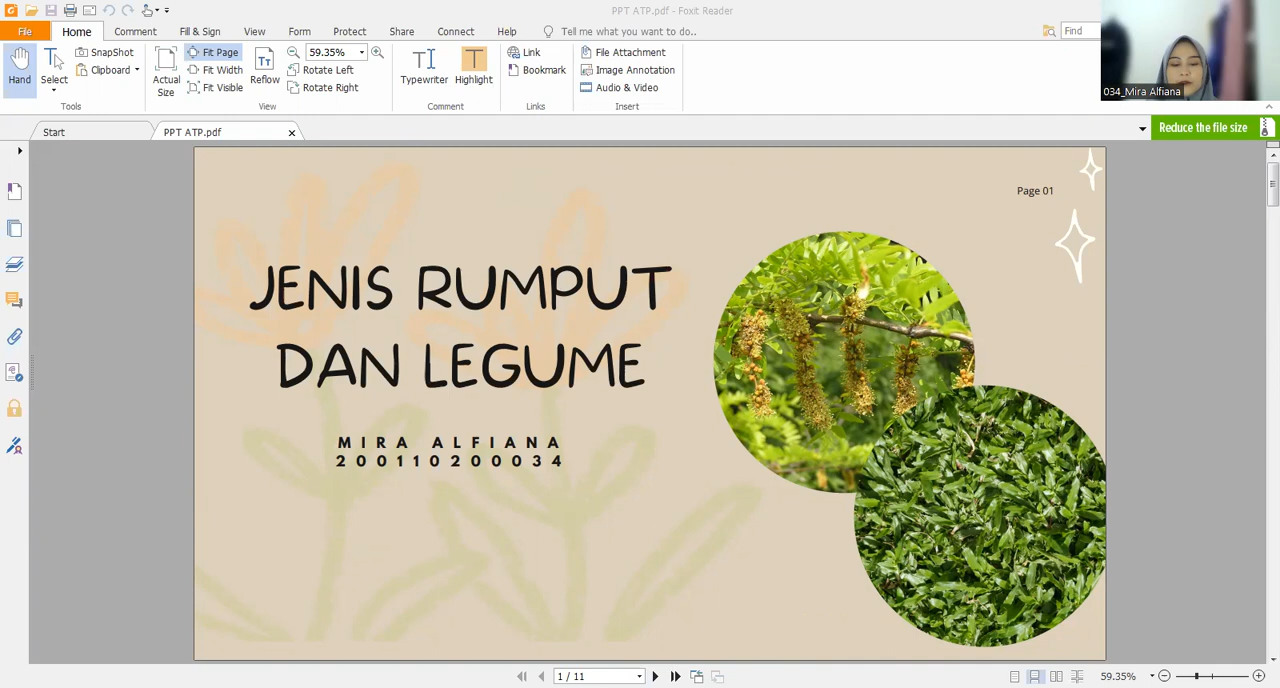 PPT ATP.pdf - Foxit Reader
File Home Comment Fill & Sign View Form Protect Share Connect Help Tell me what you want to do.. Find
Hand
Select
SnapShot
Clipboard
Tools
Actual Size
Fit Page
Fit Width
Fit Visible
Reflow
59.35%
Rotate Left
Rotate Right
View
Typewriter
Highlight
Comment
Link
Bookmark
Links
File Attachment
Image Annotation
Audio & Video
Insert
034_Mira Alfiana
Start
PPT ATP.pdf
Reduce the file size
Page 01
JENIS RUMPUT
DAN LEGUME
MIRA ALFIANA
200110200034
1 / 11
59.35%